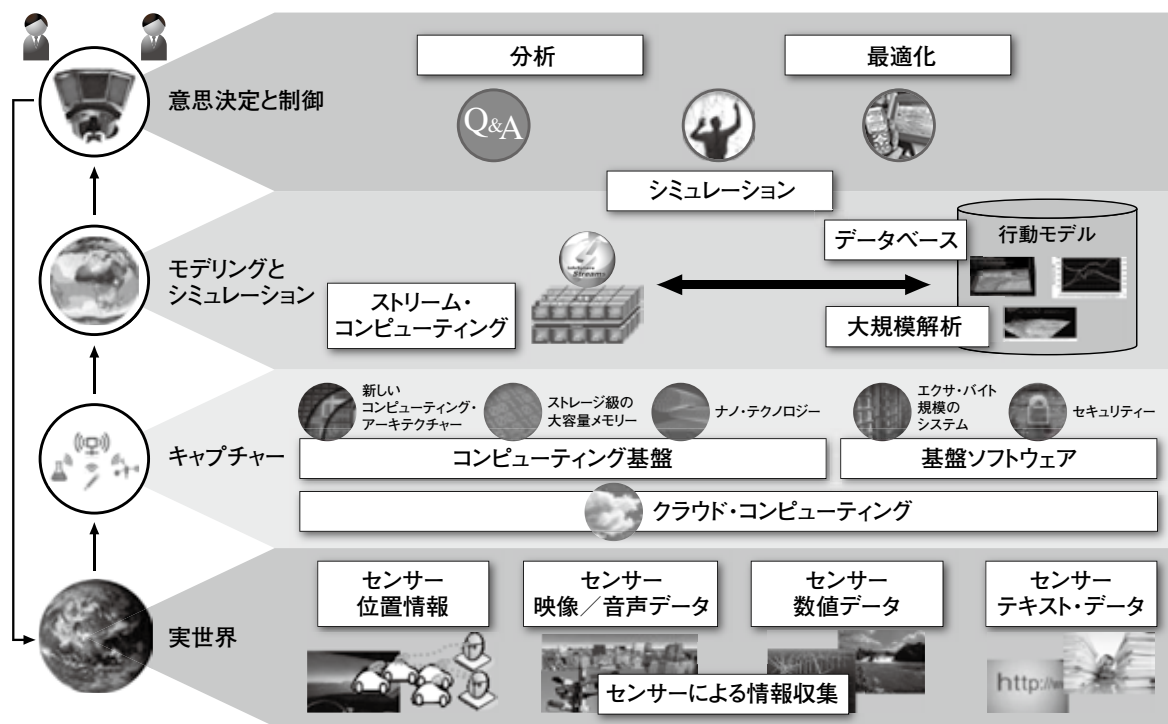 分析
最適化
意思決定と制御
Q&A
シミュレーション
データベース
行動モデル
モデリングと
シミュレーション
Streams
ストリーム・
コンピューティング
大規模解析
新しい
コンピューティング・
アーキテクチャー
ストレージ級の
大容量メモリー
ナノ・テクノロジー
エクサ・バイト
規模の
システム
セキュリティー
キャプチャー
コンピューティング基盤
基盤ソフトウェア
クラウド・コンピューティング
センサー
位置情報
センサー
映像／音声データ
センサー
数値データ
センサー
テキスト・データ
実世界
センサーによる情報収集
http://w